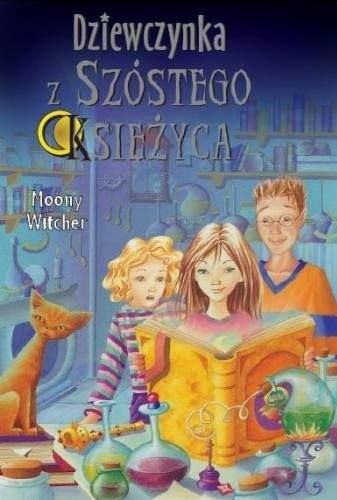 Dziewczynka
z Szóstego
Księżyca
Moony
Witcher